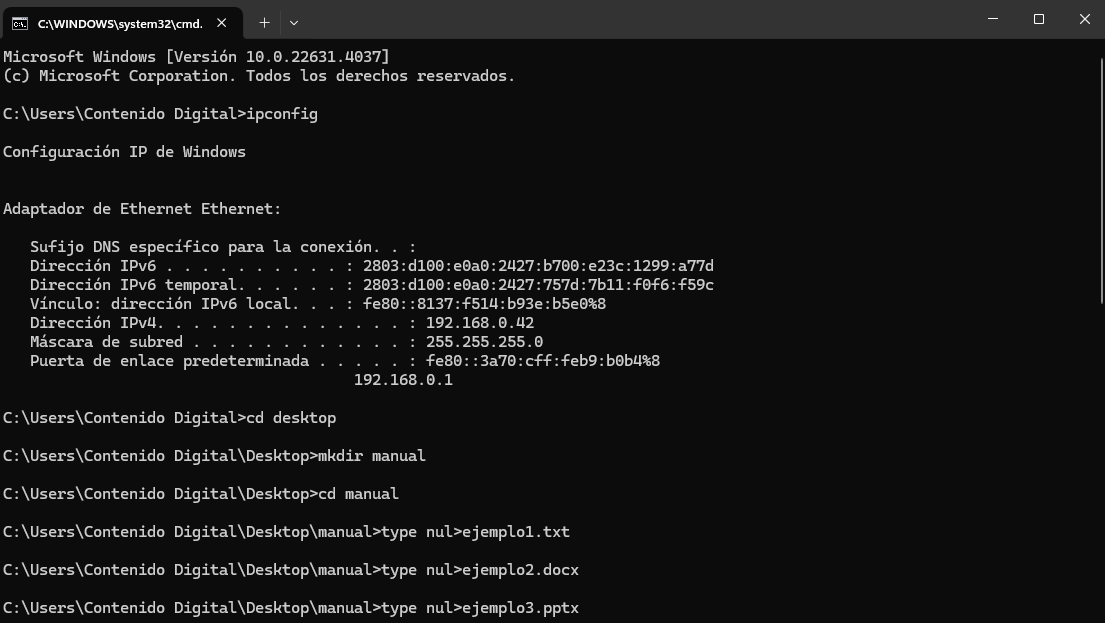 C:\WINDOWS\system32\cmd.
Microsoft Windows [Versión 10.0.22631.4037]
(c) Microsoft Corporation. Todos los derechos reservados.
C:\Users\Contenido Digital>ipconfig
Configuración IP de Windows
Adaptador de Ethernet Ethernet:
Sufijo DNS específico para la conexión. . :
Dirección IPv6 . . . . . . . . . . : 2803:d100:e0a0:2427:b700:e23c:1299:a77d
Dirección IPv6 temporal. . . . . . : 2803:d100:e0a0:2427:757d:7b11:f0f6:f59c
Vínculo: dirección IPv6 local. . . : fe80::8137:f514:b93e:b5e0%8
Dirección IPv4. . . . . . . . . . . . . . : 192.168.0.42
Máscara de subred . . . . . . . . . . . . : 255.255.255.0
Puerta de enlace predeterminada . . . . . : fe80::3a70:cff:feb9:b0b4%8
192.168.0.1
C:\Users\Contenido Digital>cd desktop
C:\Users\Contenido Digital\Desktop>mkdir manual
C:\Users\Contenido Digital\Desktop>cd manual
C:\Users\Contenido Digital\Desktop\manual>type nul>ejemplo1.txt
C:\Users\Contenido Digital\Desktop\manual>type nul>ejemplo2.docx
C:\Users\Contenido Digital\Desktop\manual>type nul>ejemplo3.pptx